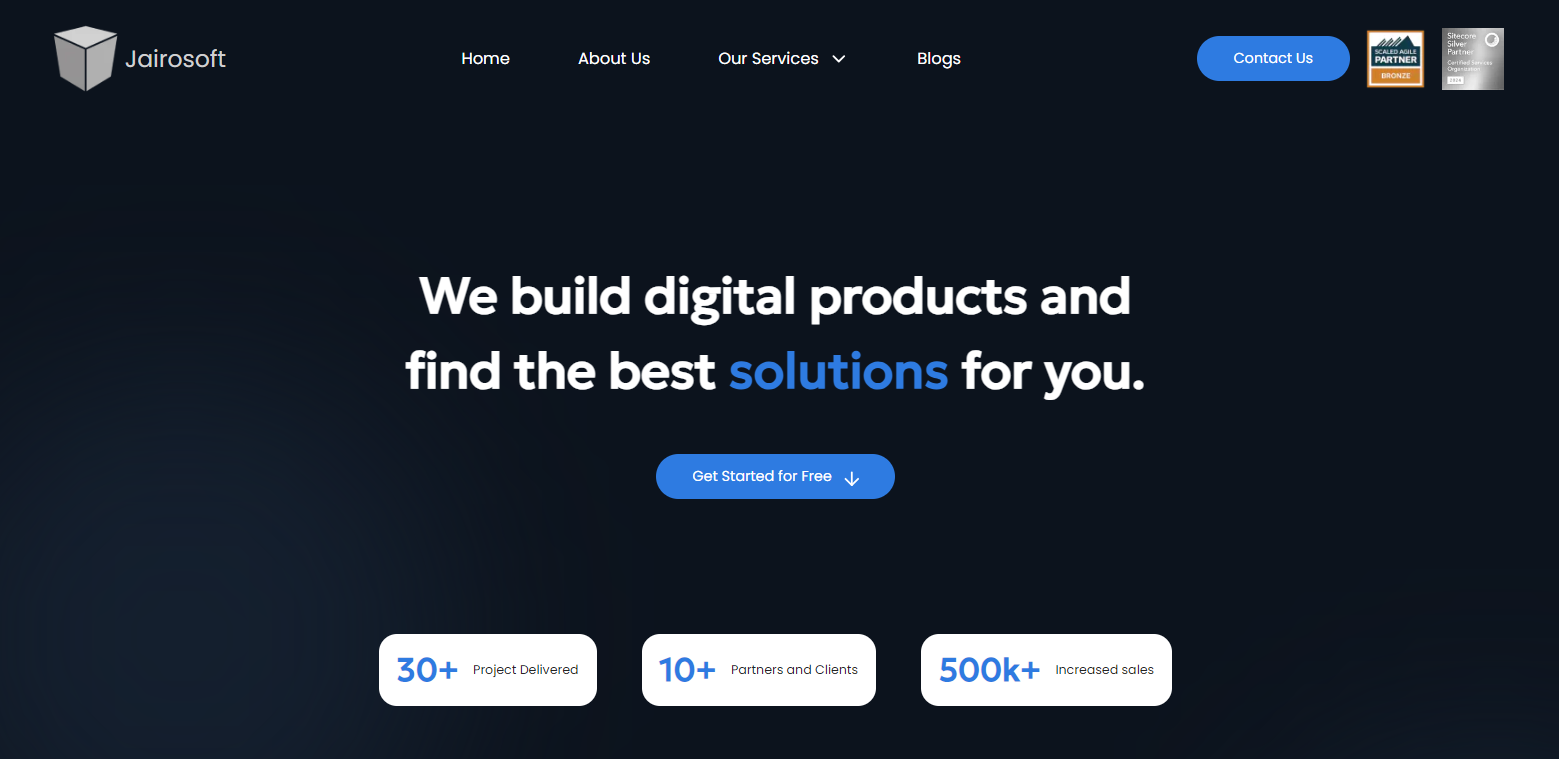 Jairosoft
Home
About Us
Our Services
Blogs
Contact Us
SCALED AGILE
PARTNER
BRONZE
Sitecore
Silver
Partner
Certified Services
Organization
2024
We build digital products and
find the best solutions for you.
Get Started for Free
30+ Project Delivered
10+ Partners and Clients
500k+ Increased sales